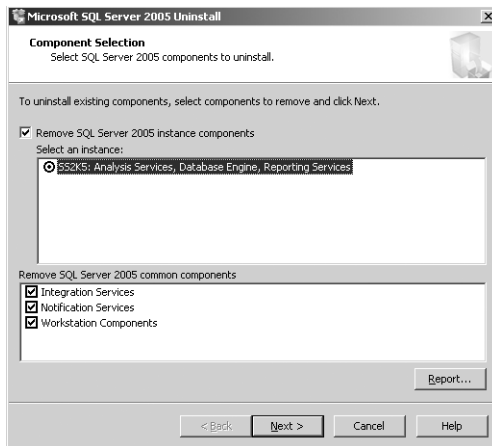 Microsoft SQL Server 2005 Uninstall
Component Selection
Select SQL Server 2005 components to uninstall.
To uninstall existing components, select components to remove and click Next.
Remove SQL Server 2005 instance components
Select an instance:
SS2K5: Analysis Services, Database Engine, Reporting Services
Remove SQL Server 2005 common components
Integration Services
Notification Services
Workstation Components
Report...
< Back Next > Cancel Help